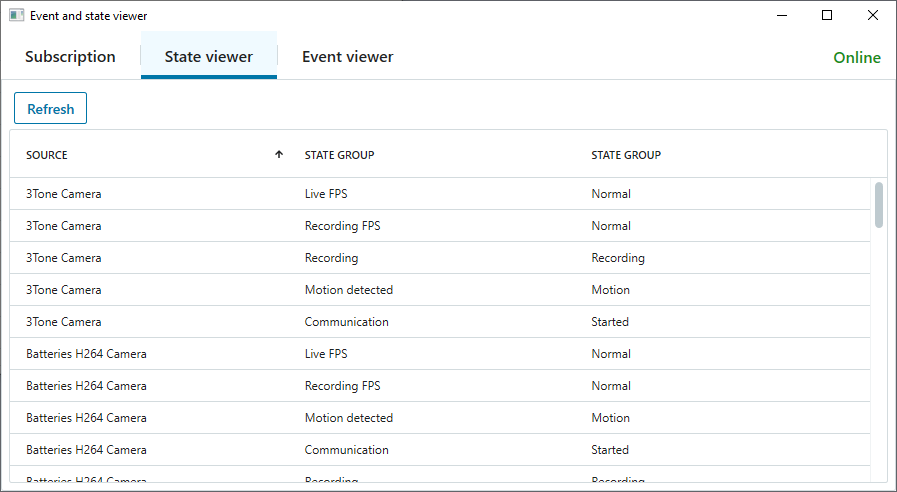 Event and state viewer
Subscription State viewer Event viewer Online
Refresh
SOURCE STATE GROUP STATE GROUP
3Tone Camera Live FPS Normal
3Tone Camera Recording FPS Normal
3Tone Camera Recording Recording
3Tone Camera Motion detected Motion
3Tone Camera Communication Started
Batteries H264 Camera Live FPS Normal
Batteries H264 Camera Recording FPS Normal
Batteries H264 Camera Motion detected Motion
Batteries H264 Camera Communication Started
Batteries H264 Camera Recording Recording